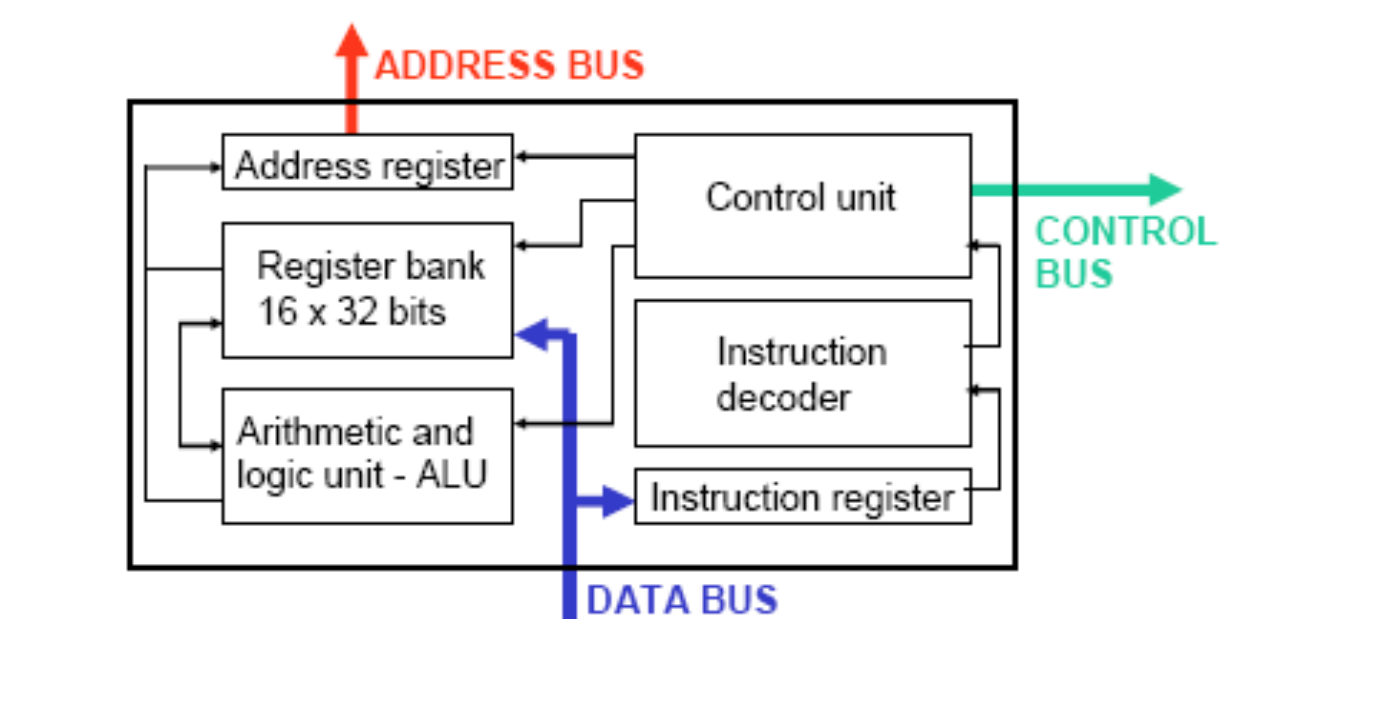 ADDRESS BUS
Address register
Control unit
CONTROL
BUS
Register bank
16 x 32 bits
Instruction
decoder
Arithmetic and
logic unit - ALU
Instruction register
DATA BUS